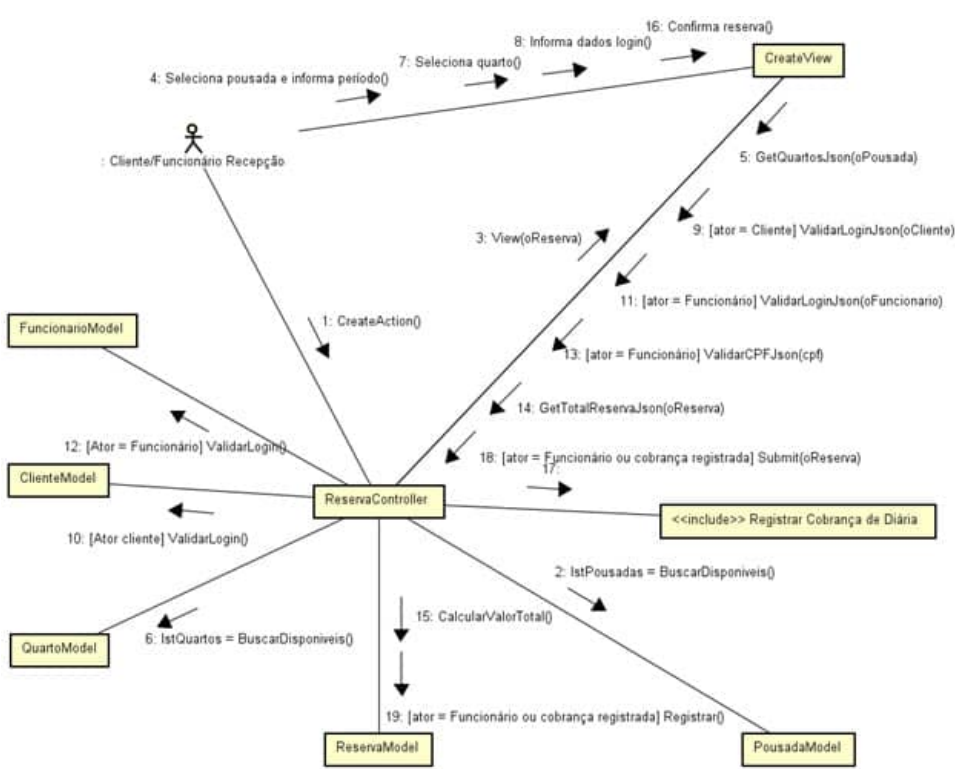 16: Confirma reserva()
8: Informa dados login()
7: Seleciona quarto()
4: Seleciona pousada e informa período()
CreateView
: Cliente/Funcionário Recepção
5: GetQuartosJson(oPousada)
9: [ator = Cliente] ValidarLoginJson(oCliente)
3: View(oReserva)
11: [ator = Funcionário] ValidarLoginJson(oFuncionario)
1: CreateAction()
FuncionarioModel
13: [ator = Funcionário] ValidarCPFJson(cpf)
14: GetTotalReservaJson(oReserva)
12: [Ator = Funcionário] ValidarLogin()
18: [ator = Funcionário ou cobrança registrada] Submit(oReserva)
17:
ClienteModel
ReservaController
<<include>> Registrar Cobrança de Diária
10: [Ator cliente] ValidarLogin()
2: lstPousadas = BuscarDisponiveis()
15: CalcularValorTotal()
6: lstQuartos = BuscarDisponiveis()
QuartoModel
19: [ator = Funcionário ou cobrança registrada] Registrar()
ReservaModel
PousadaModel